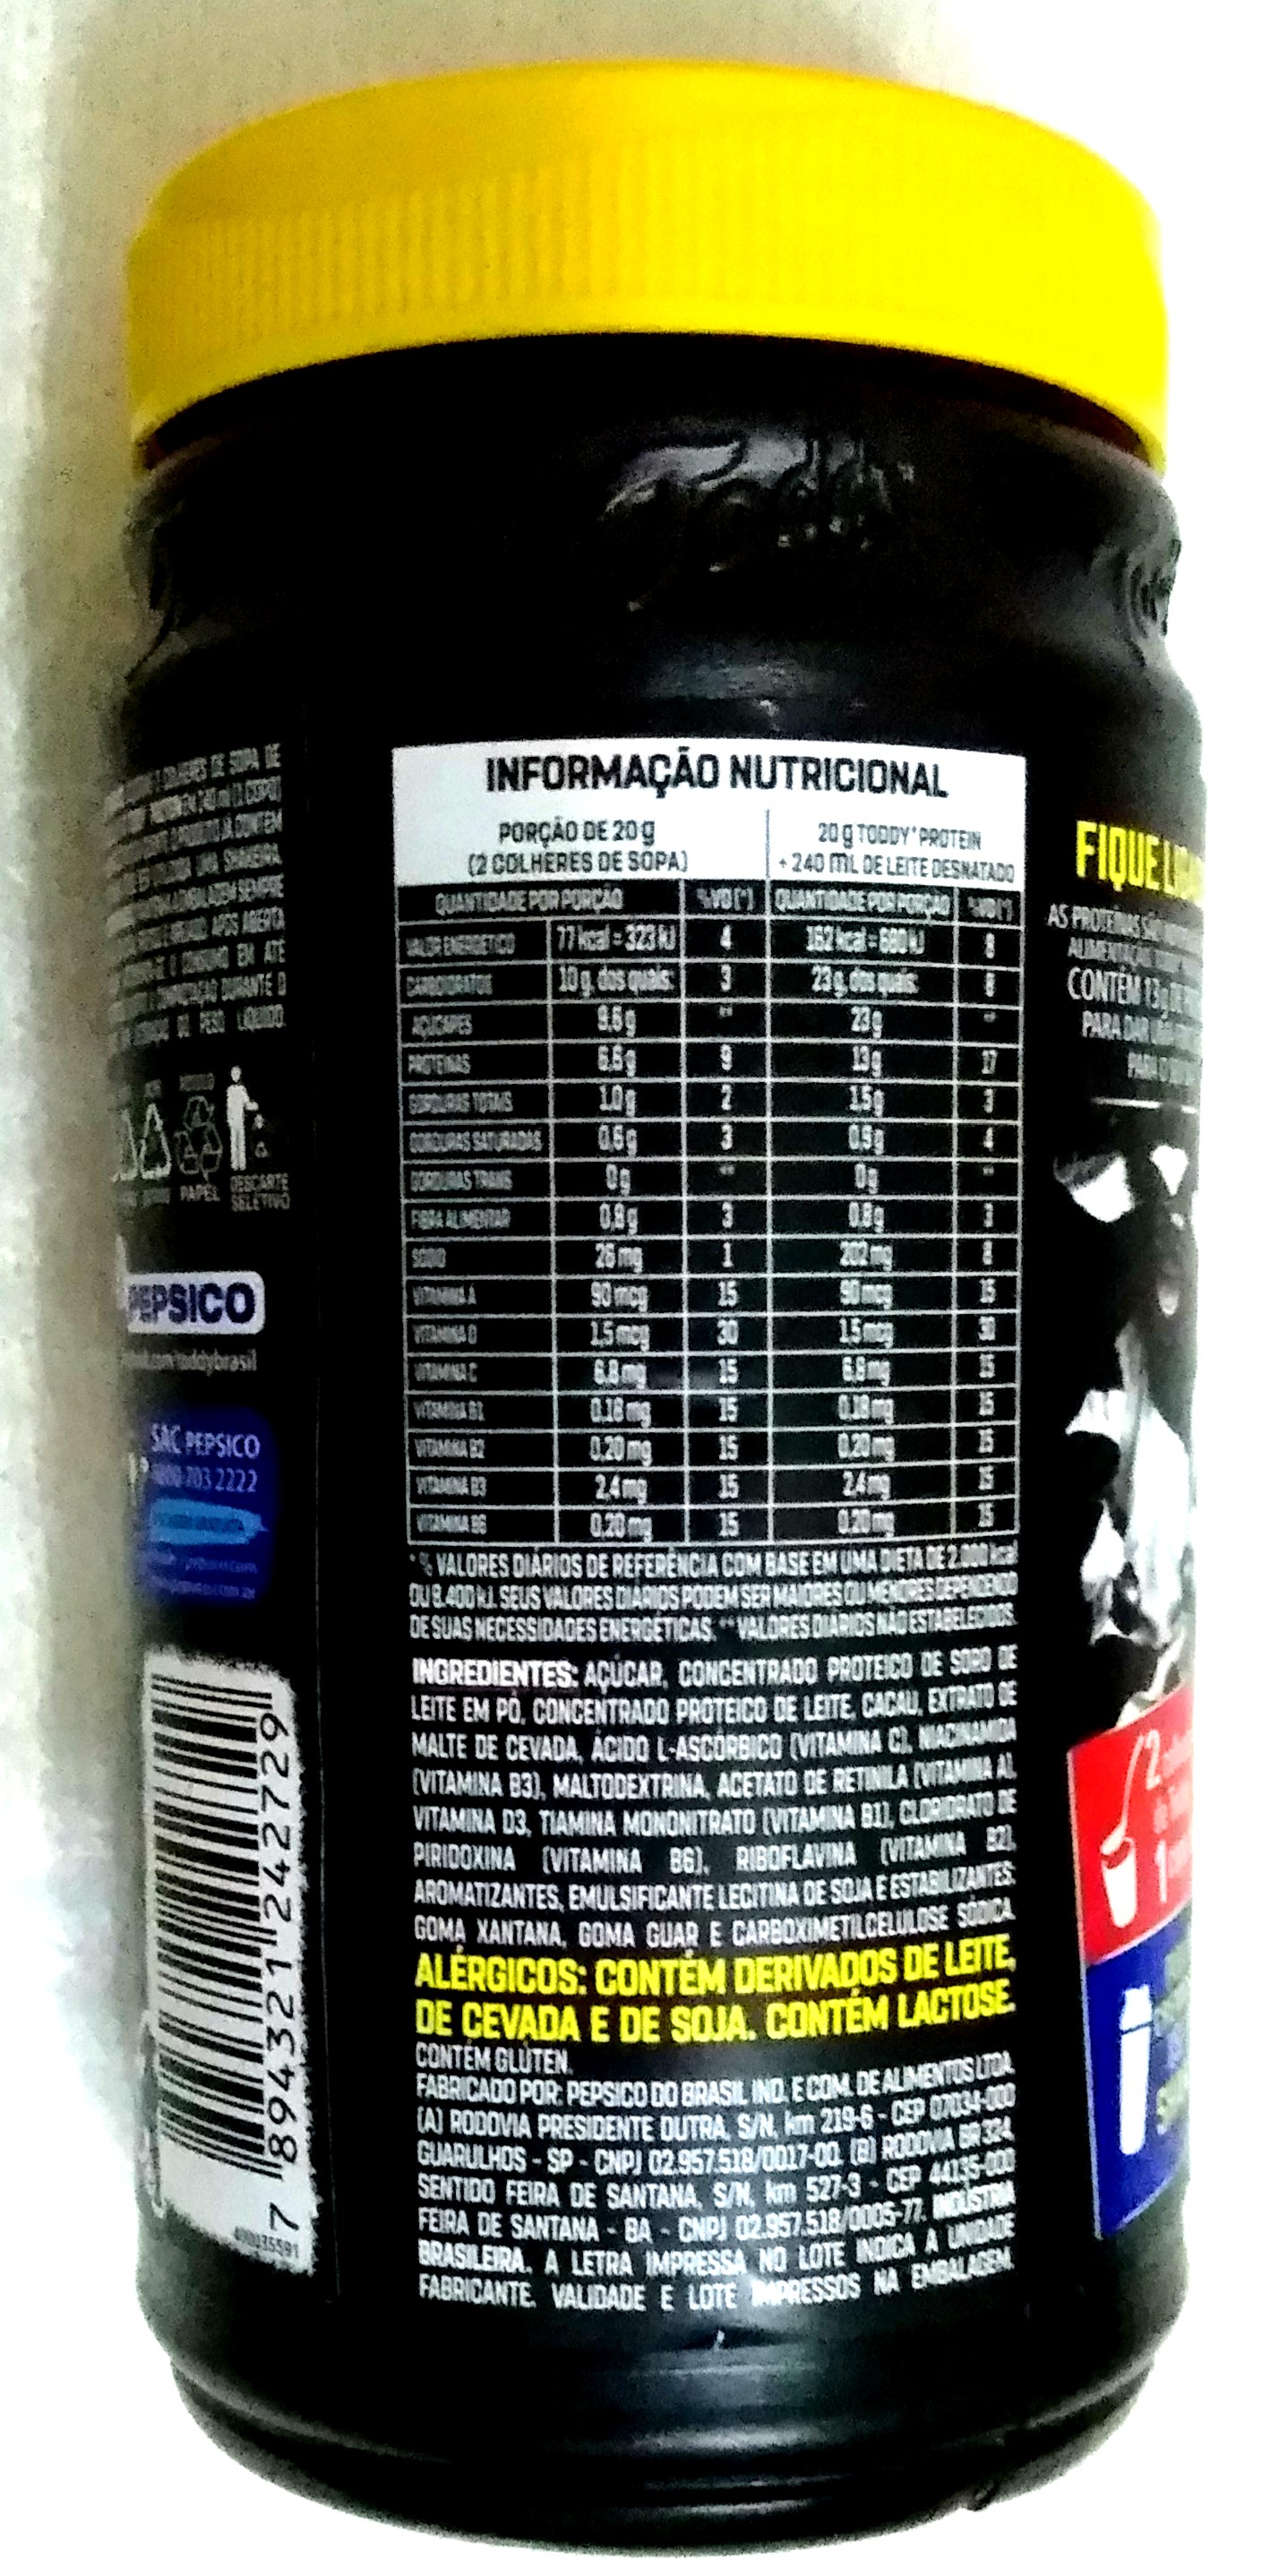 Toddy
COLHERES DE SOPA DE
DESCARTE
SELETIVO
PAPEL
PEPSICO
/toddybrasil
SAC PEPSICO
703 2222
7 894321 242729
INFORMAÇÃO NUTRICIONAL
PORÇÃO DE 20 g
(2 COLHERES DE SOPA)
20 g TODDY® PROTEIN
+ 240 ML DE LEITE DESNATADO
QUANTIDADE POR PORÇÃO %VD(*) QUANTIDADE POR PORÇÃO %VD(*)
VALOR ENERGÉTICO 77 kcal = 323 kJ 4 162 kcal = 680 kJ 8
CARBOIDRATOS 10 g, dos quais: 3 23 g, dos quais: 8
AÇÚCARES 9,6 g ** 23 g **
PROTEÍNAS 6,6 g 9 13 g 17
GORDURAS TOTAIS 1,0 g 2 1,5 g 3
GORDURAS SATURADAS 0,6 g 3 0,9 g 4
GORDURAS TRANS 0 g ** 0 g **
FIBRA ALIMENTAR 0,8 g 3 0,8 g 3
SÓDIO 26 mg 1 202 mg 8
VITAMINA A 90 mcg 15 90 mcg 15
VITAMINA D 1,5 mcg 30 1,5 mcg 30
VITAMINA C 6,8 mg 15 6,8 mg 15
VITAMINA B1 0,18 mg 15 0,18 mg 15
VITAMINA B2 0,20 mg 15 0,20 mg 15
VITAMINA B3 2,4 mg 15 2,4 mg 15
VITAMINA B6 0,20 mg 15 0,20 mg 15
* % VALORES DIÁRIOS DE REFERÊNCIA COM BASE EM UMA DIETA DE 2.000 kcal
OU 8.400 kJ. SEUS VALORES DIÁRIOS PODEM SER MAIORES OU MENORES DEPENDENDO
DE SUAS NECESSIDADES ENERGÉTICAS. **VALORES DIÁRIOS NÃO ESTABELECIDOS.
INGREDIENTES: AÇÚCAR, CONCENTRADO PROTEICO DE SORO DE
LEITE EM PÓ, CONCENTRADO PROTEICO DE LEITE, CACAU, EXTRATO DE
MALTE DE CEVADA, ÁCIDO L-ASCÓRBICO (VITAMINA C), NIACINAMIDA
(VITAMINA B3), MALTODEXTRINA, ACETATO DE RETINILA (VITAMINA A),
VITAMINA D3, TIAMINA MONONITRATO (VITAMINA B1), CLORIDRATO DE
PIRIDOXINA (VITAMINA B6), RIBOFLAVINA (VITAMINA B2),
AROMATIZANTES, EMULSIFICANTE LECITINA DE SOJA E ESTABILIZANTES:
GOMA XANTANA, GOMA GUAR E CARBOXIMETILCELULOSE SÓDICA.
ALÉRGICOS: CONTÉM DERIVADOS DE LEITE,
DE CEVADA E DE SOJA. CONTÉM LACTOSE.
CONTÉM GLÚTEN.
FABRICADO POR: PEPSICO DO BRASIL IND. E COM. DE ALIMENTOS LTDA.
(A) RODOVIA PRESIDENTE DUTRA, S/N, km 219-6 - CEP 07034-000
GUARULHOS - SP - CNPJ 02.957.518/0017-00. (B) RODOVIA BR 324,
SENTIDO FEIRA DE SANTANA, S/N, km 527-3 - CEP 44135-000
FEIRA DE SANTANA - BA - CNPJ 02.957.518/0005-77. INDÚSTRIA
BRASILEIRA. A LETRA IMPRESSA NO LOTE INDICA A UNIDADE
FABRICANTE. VALIDADE E LOTE IMPRESSOS NA EMBALAGEM.
FIQUE
AS PROTEÍNAS
CONTÉM 13g
PARA DAR
2
1